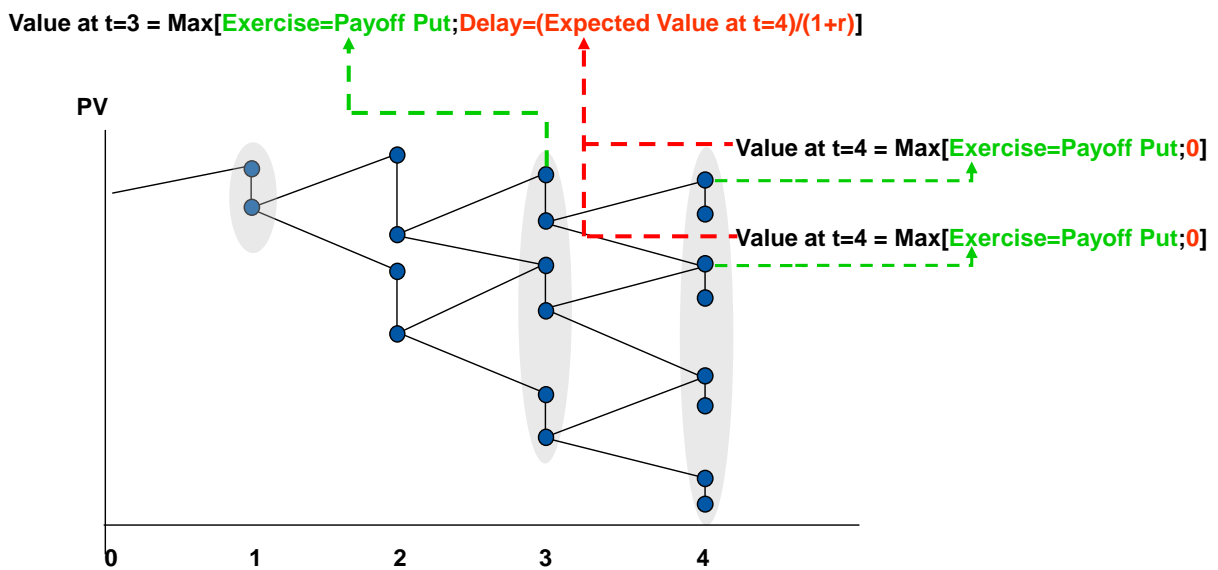 Value at t=3 = Max[Exercise=Payoff Put;Delay=(Expected Value at t=4)/(1+r)]
PV
Value at t=4 = Max[Exercise=Payoff Put;0]
Value at t=4 = Max[Exercise=Payoff Put;0]
0 1 2 3 4